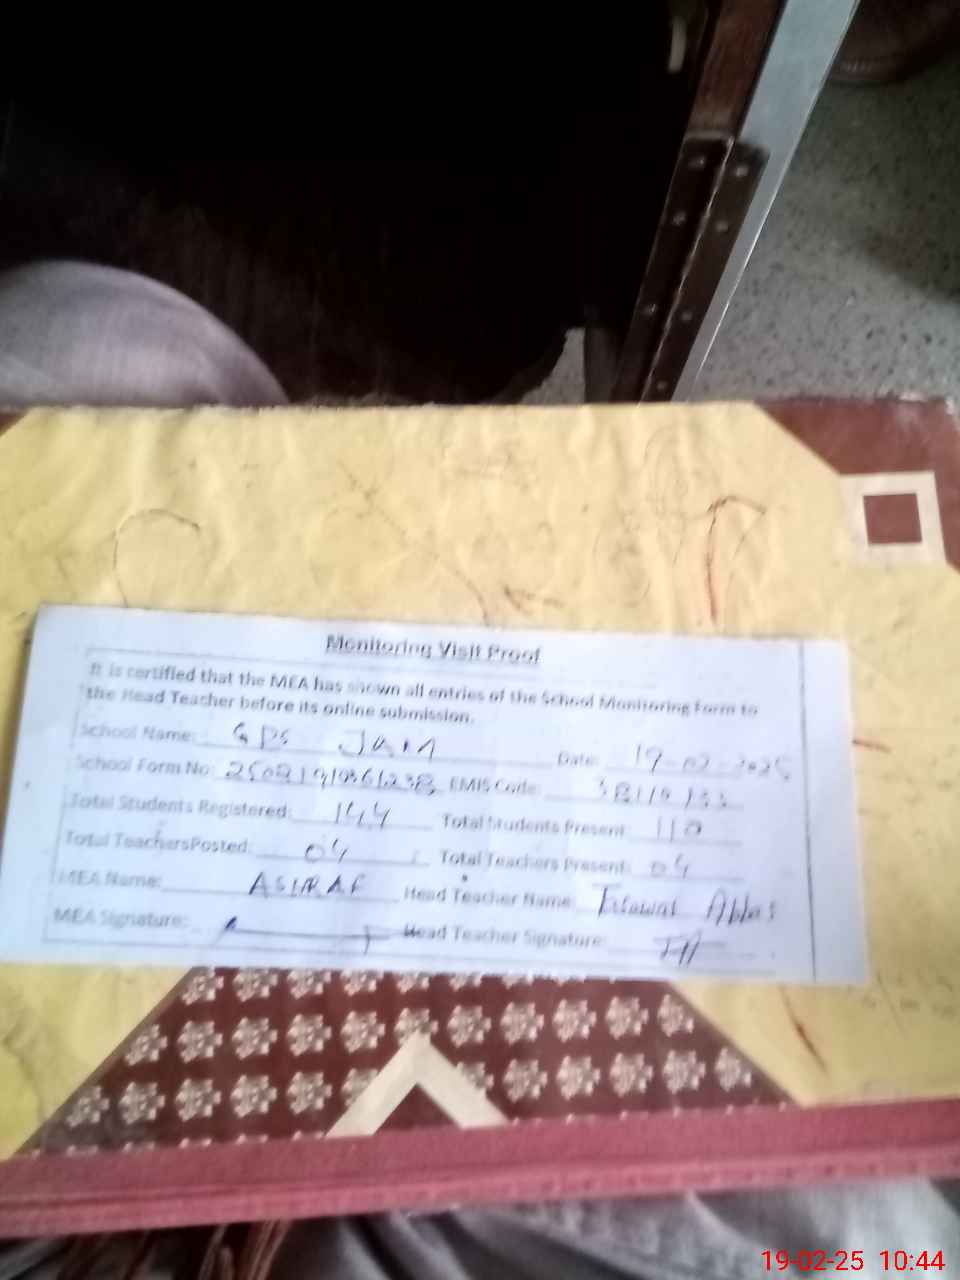 Monitoring Visit Proof
It is certified that the MEA has shown all entries of the School Monitoring Form to
the Head Teacher before its online submission.
School Name: GPS JAM Date: 19-02-2025
School Form No: EMIS Code:
Total Students Registered: 144 Total Students Present: 110
Total TeachersPosted: 04 Total Teachers Present: 04
MEA Name: Head Teacher Name: Abbas
MEA Signature: Head Teacher Signature:
19-02-25 10:44